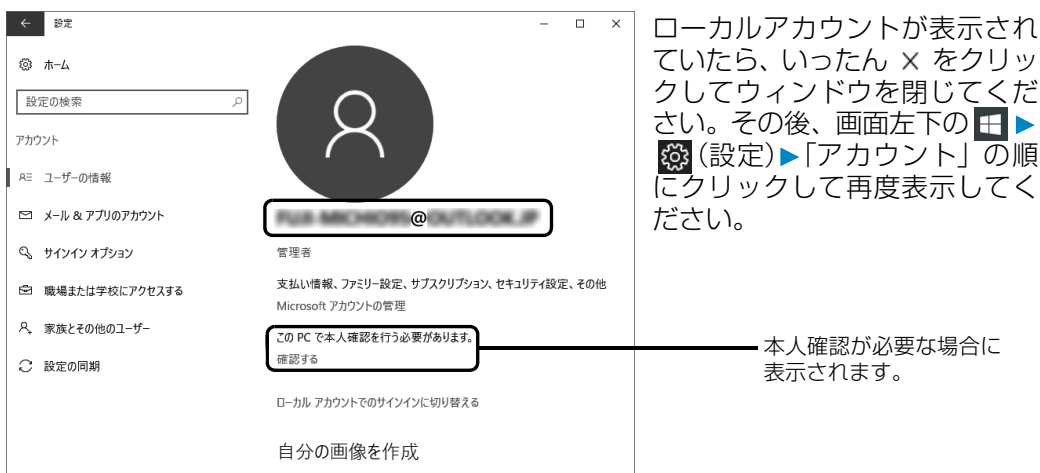 設定
ホーム
設定の検索
アカウント
ユーザーの情報
メール & アプリのアカウント
サインイン オプション
職場または学校にアクセスする
家族とその他のユーザー
設定の同期
@
管理者
支払い情報、ファミリー設定、サブスクリプション、セキュリティ設定、その他
Microsoft アカウントの管理
この PC で本人確認を行う必要があります。
確認する
ローカル アカウントでのサインインに切り替える
自分の画像を作成
ローカルアカウントが表示され
ていたら、いったん × をクリッ
クしてウィンドウを閉じてくだ
さい。その後、画面左下の ▶
(設定)▶「アカウント」の順
にクリックして再度表示してく
ださい。
本人確認が必要な場合に
表示されます。